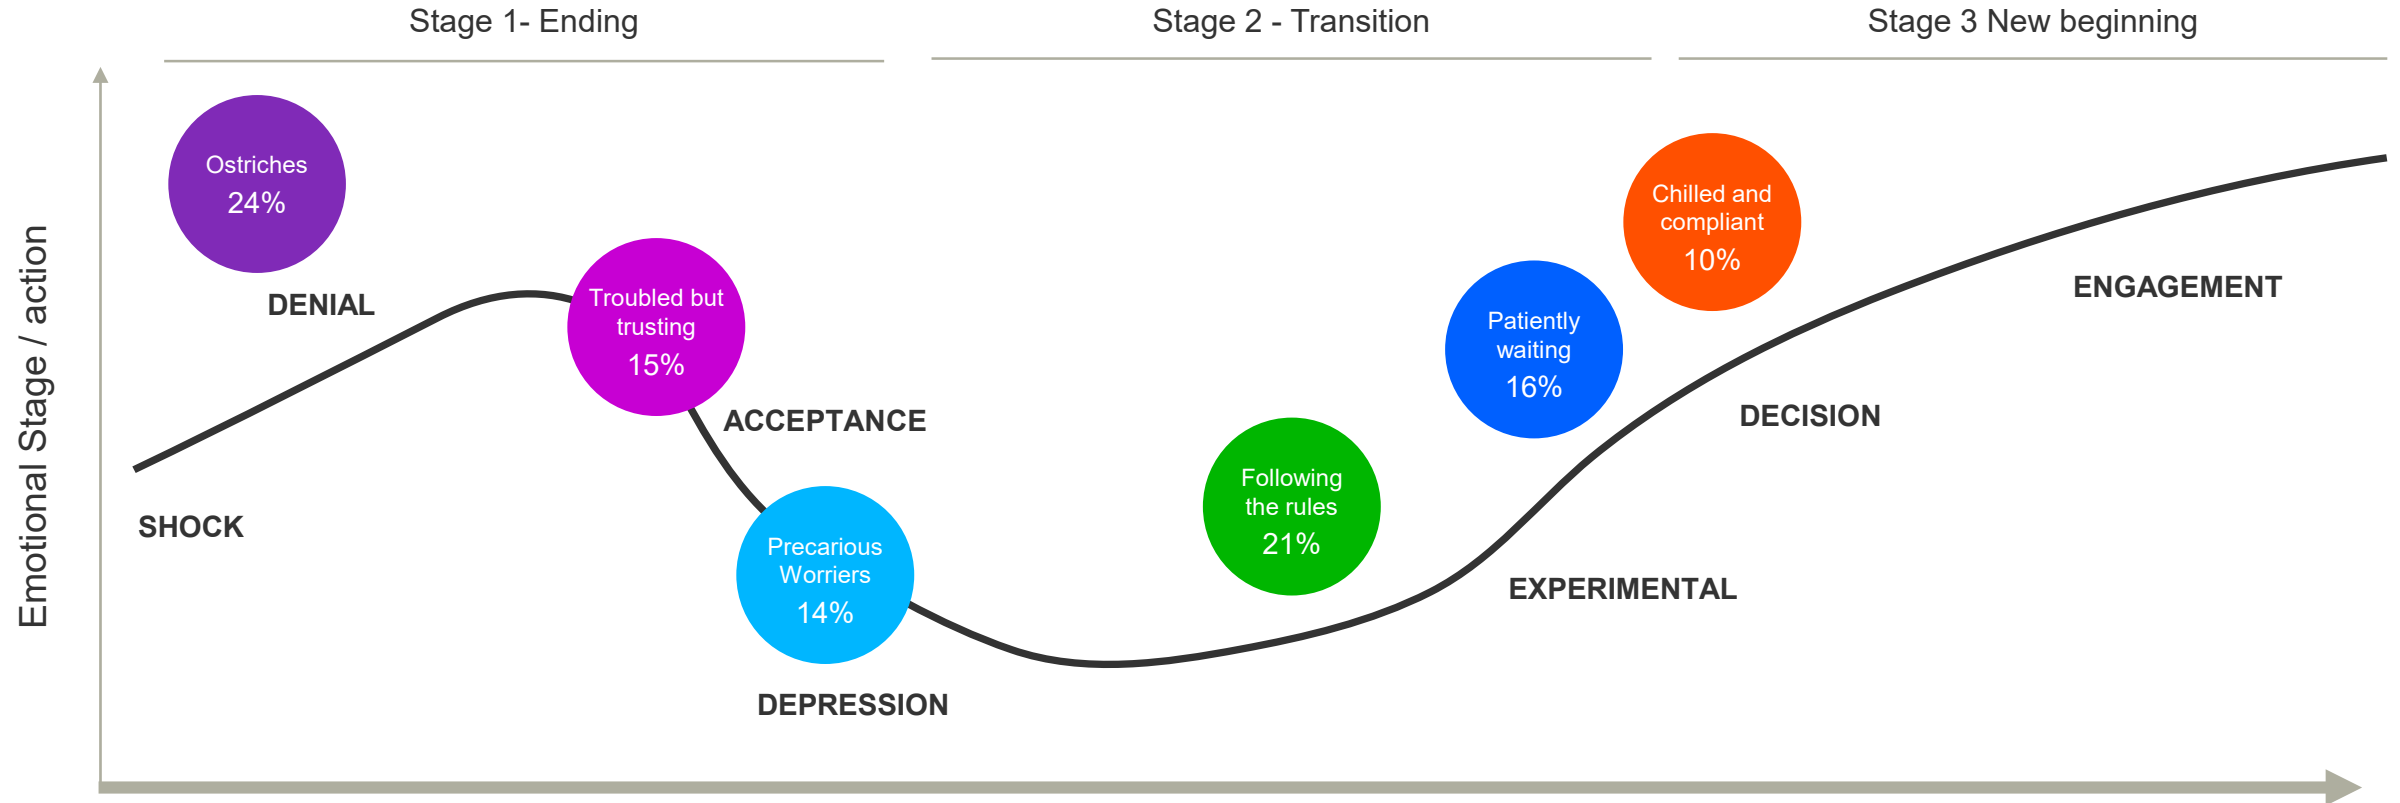 Stage 1- Ending
Stage 2 - Transition
Stage 3 New beginning
Emotional Stage / action
Ostriches
24%
DENIAL
SHOCK
Troubled but
trusting
15%
ACCEPTANCE
Precarious
Worriers
14%
DEPRESSION
Following
the rules
21%
Patiently
waiting
16%
EXPERIMENTAL
Chilled and
compliant
10%
DECISION
ENGAGEMENT